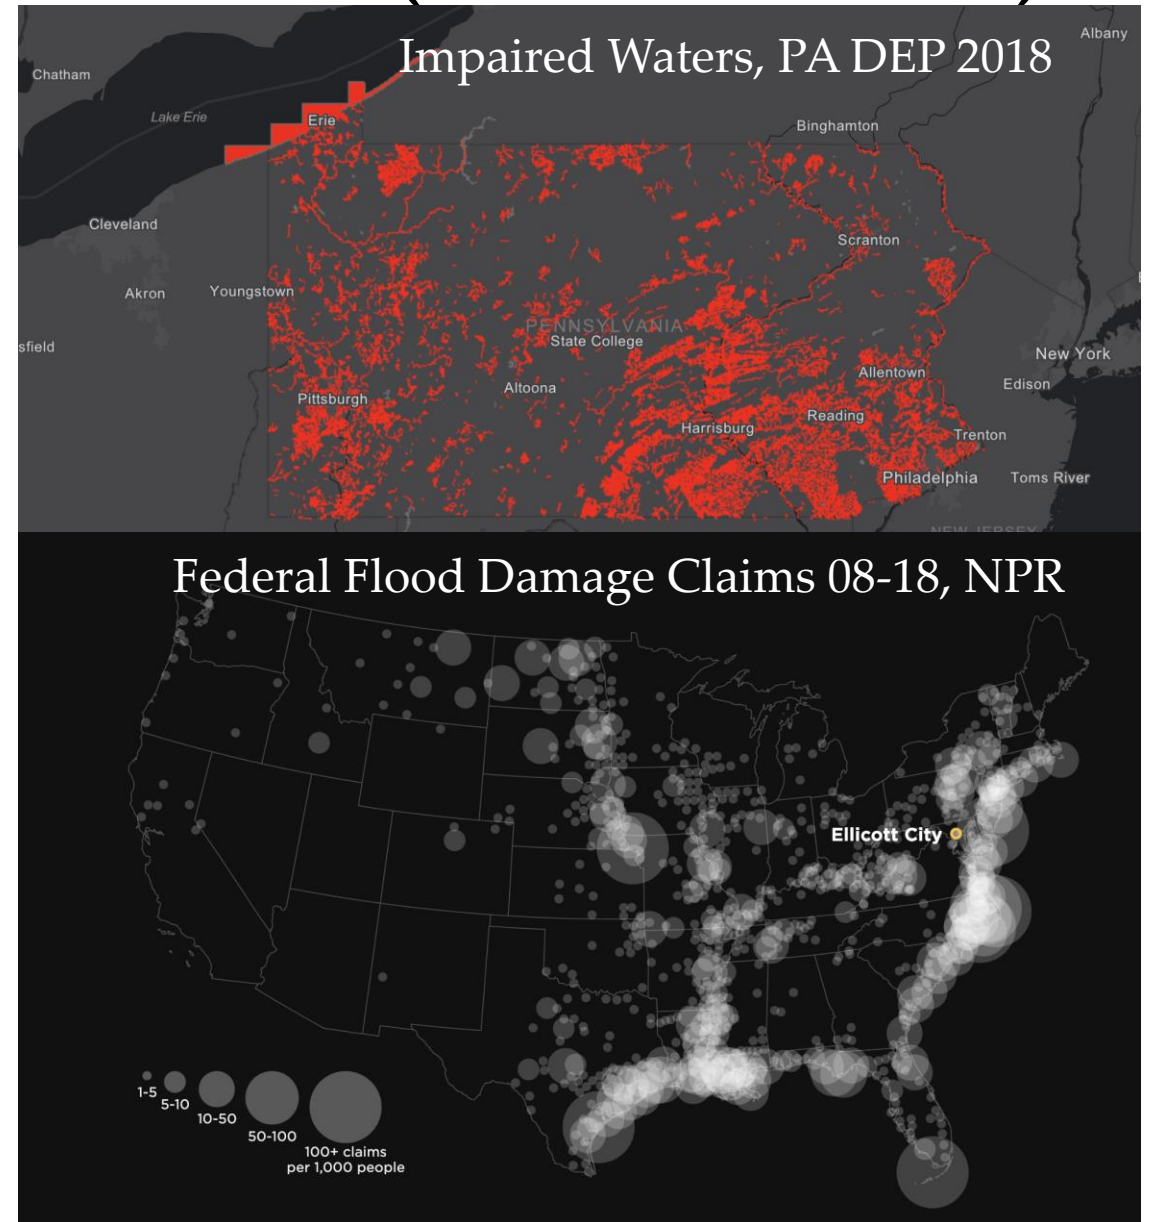 Impaired Waters, PA DEP 2018
Albany
Chatham
Lake Erie
Erie
Binghamton
Cleveland
Scranton
Akron
Youngstown
PENNSYLVANIA
State College
sfield
New York
Allentown
Edison
Altoona
Pittsburgh
Reading
Harrisburg
Trenton
Philadelphia
Toms River
NEW JERSEY
Federal Flood Damage Claims 08-18, NPR
Ellicott City
1-5
5-10
10-50
50-100
100+ claims
per 1,000 people